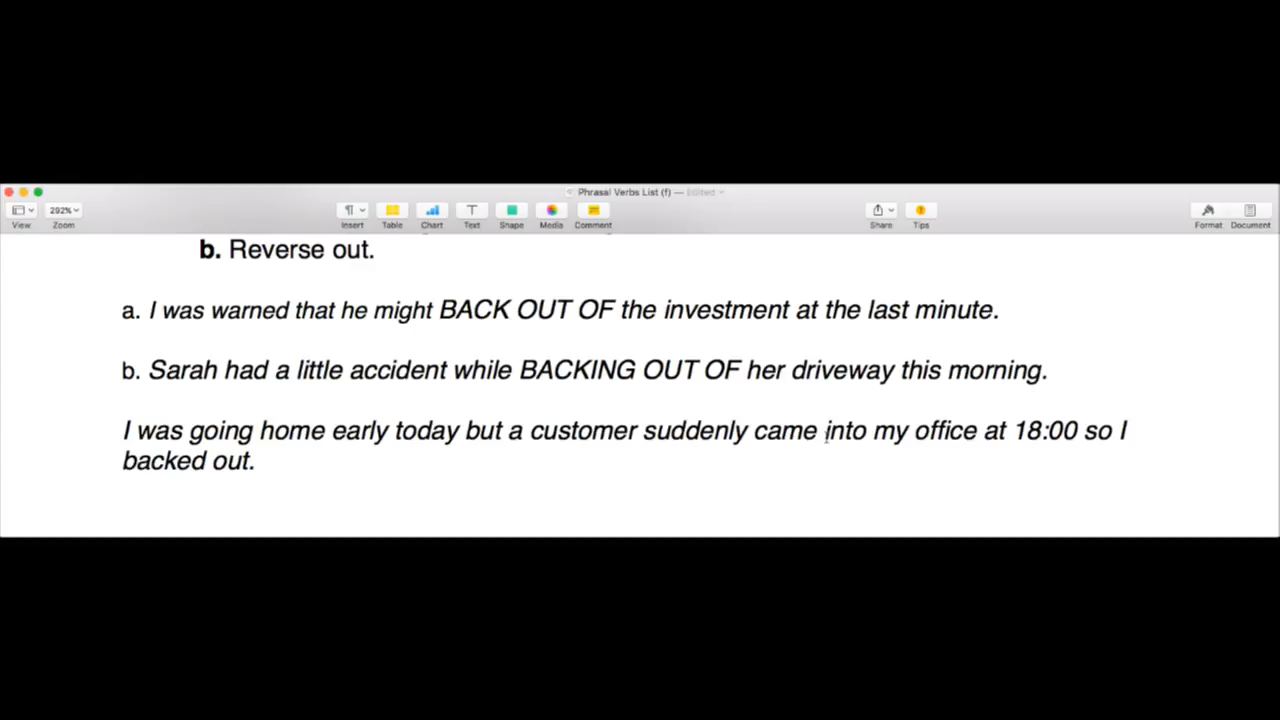 Phrasal Verbs List (f) — Edited
292%
View
Zoom
Insert
Table
Chart
Text
Shape
Media
Comment
Share
Tips
Format
Document
b. Reverse out.
a. I was warned that he might BACK OUT OF the investment at the last minute.
b. Sarah had a little accident while BACKING OUT OF her driveway this morning.
I was going home early today but a customer suddenly came into my office at 18:00 so I
backed out.